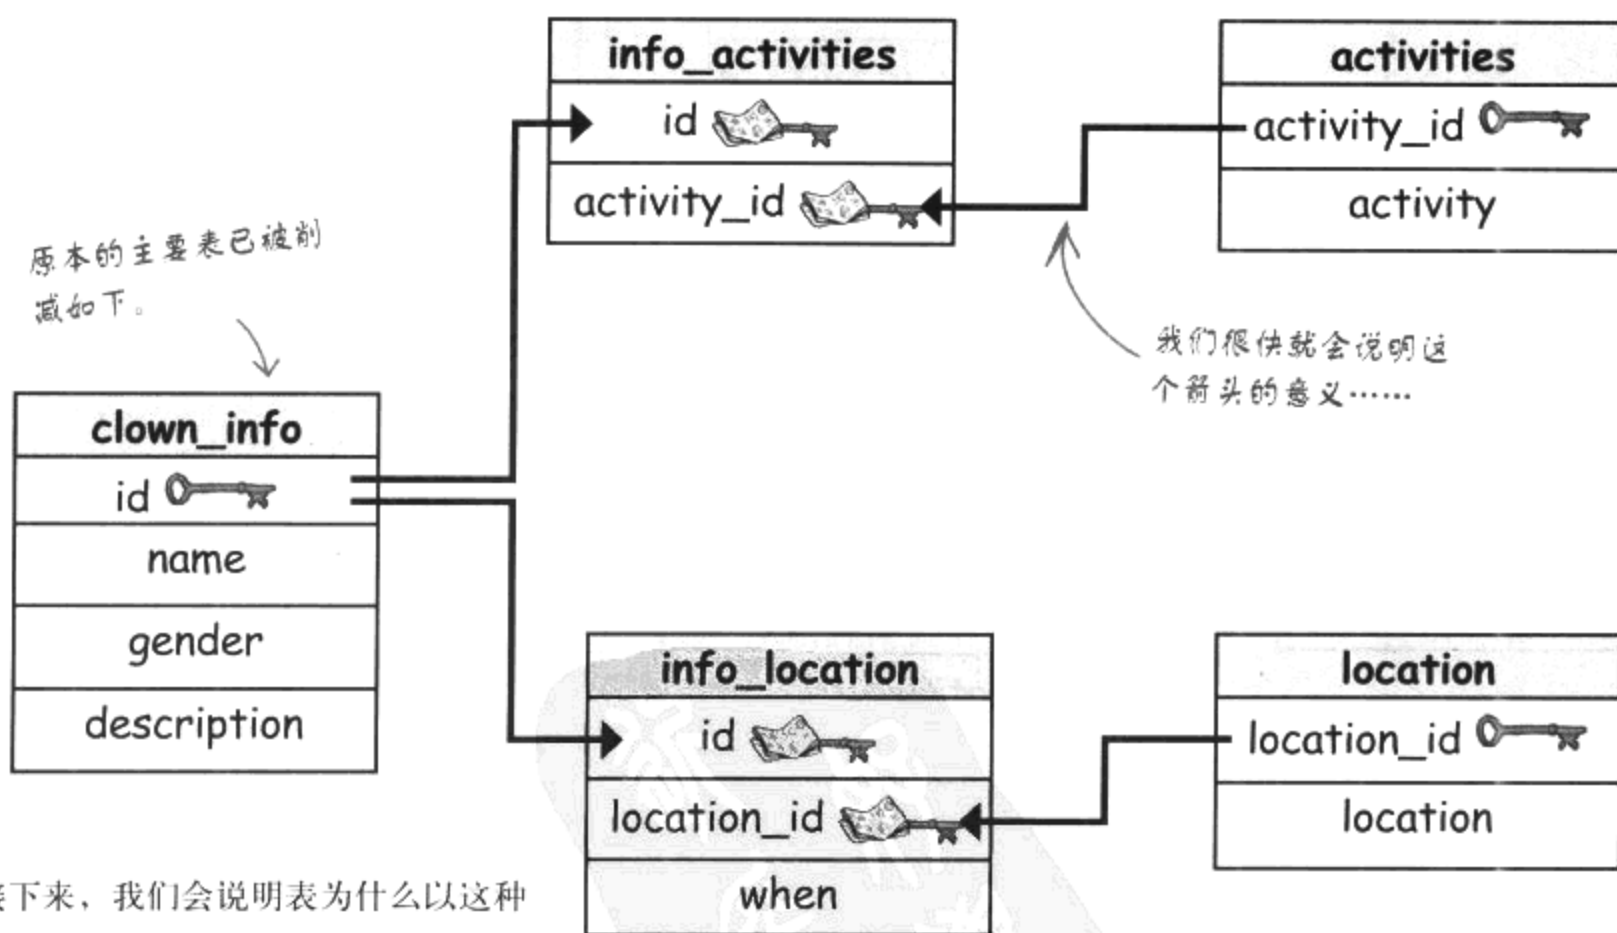 info_activities
id
activity_id
activities
activity_id
activity
原本的主要表已被削
减如下。
我们很快就会说明这
个箭头的意义……
clown_info
id
name
gender
description
info_location
id
location_id
when
location
location_id
location
接下来，我们会说明表为什么以这种